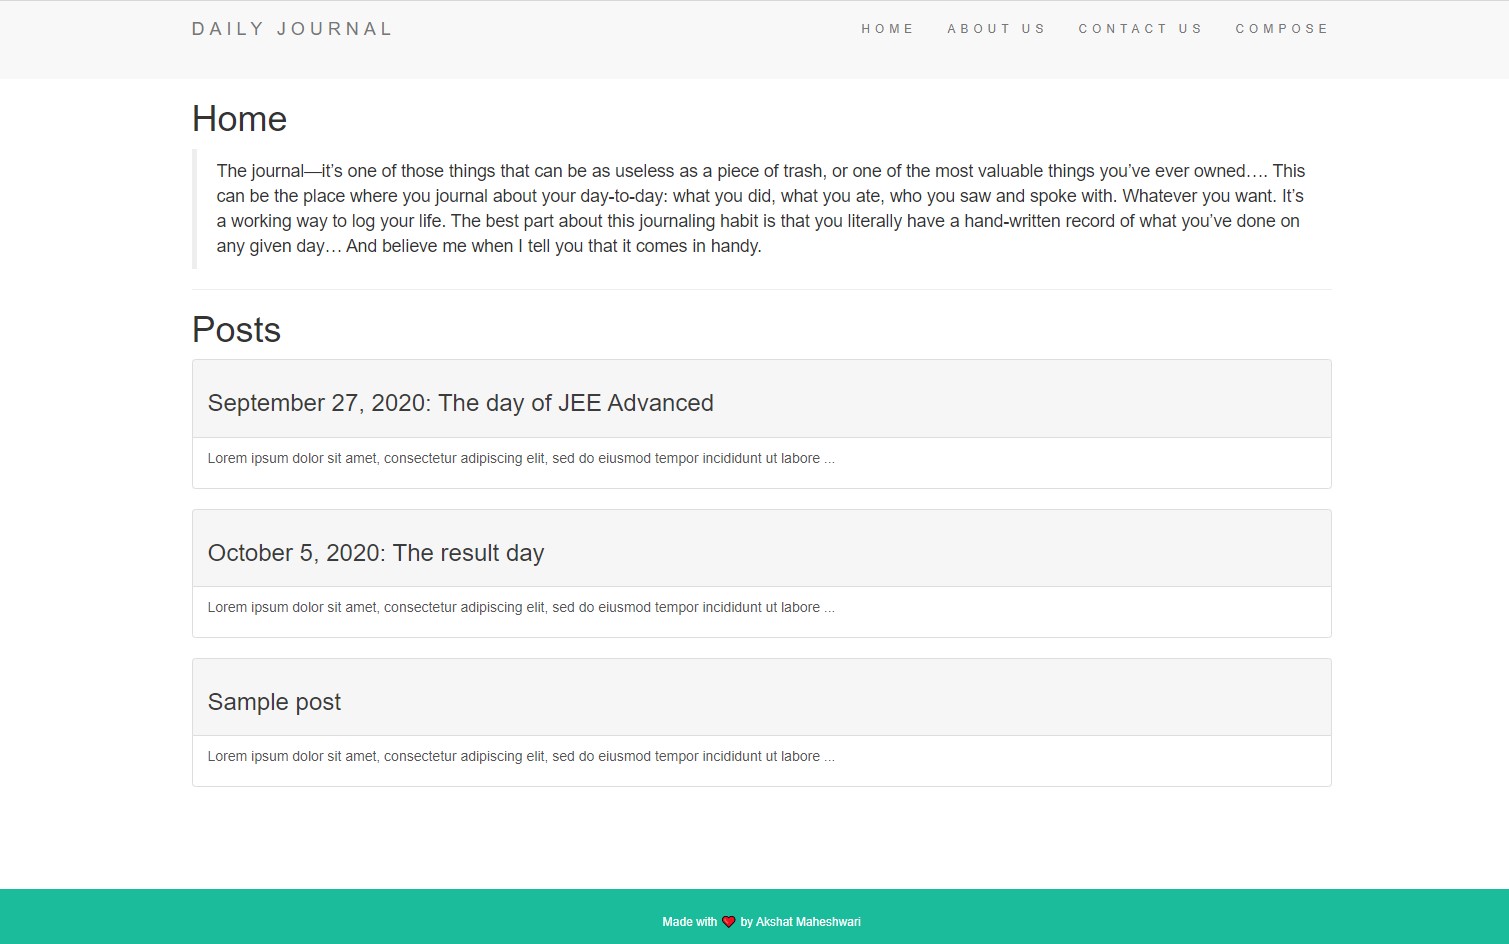 DAILY JOURNAL
HOME ABOUT US CONTACT US COMPOSE
Home
The journal—it’s one of those things that can be as useless as a piece of trash, or one of the most valuable things you’ve ever owned…. This
can be the place where you journal about your day-to-day: what you did, what you ate, who you saw and spoke with. Whatever you want. It’s
a working way to log your life. The best part about this journaling habit is that you literally have a hand-written record of what you’ve done on
any given day… And believe me when I tell you that it comes in handy.
Posts
September 27, 2020: The day of JEE Advanced
Lorem ipsum dolor sit amet, consectetur adipiscing elit, sed do eiusmod tempor incididunt ut labore ...
October 5, 2020: The result day
Lorem ipsum dolor sit amet, consectetur adipiscing elit, sed do eiusmod tempor incididunt ut labore ...
Sample post
Lorem ipsum dolor sit amet, consectetur adipiscing elit, sed do eiusmod tempor incididunt ut labore ...
Made with ❤ by Akshat Maheshwari